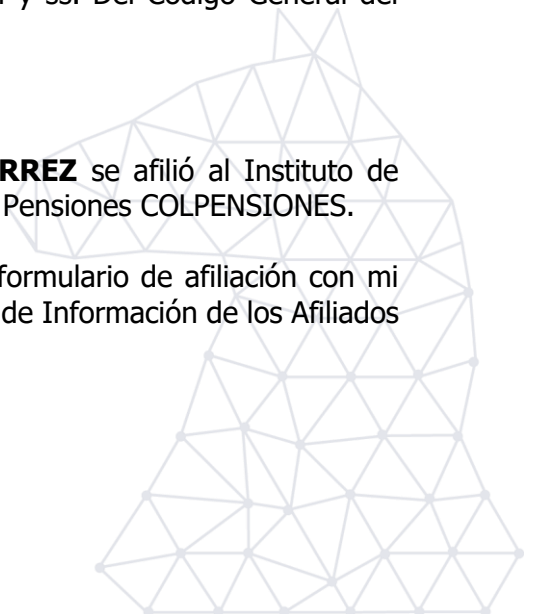 y ss. Del Código General del
RREZ se afilió al Instituto de
Pensiones COLPENSIONES.
formulario de afiliación con mi
de Información de los Afiliados